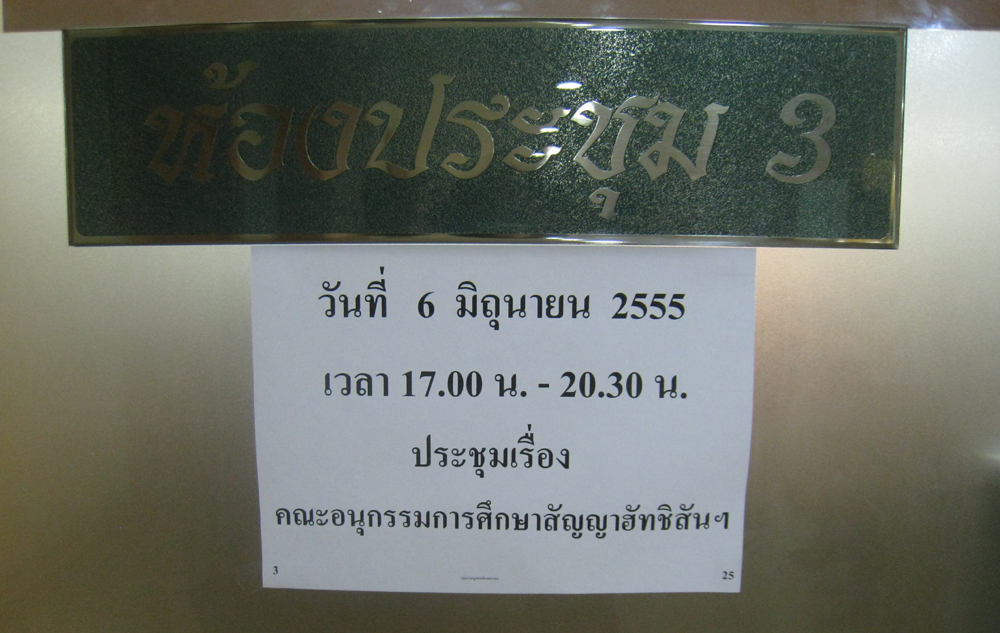 ห้องประชุม 3
วันที่ 6 มิถุนายน 2555
เวลา 17.00 น. - 20.30 น.
ประชุมเรื่อง
คณะอนุกรรมการศึกษาสัญญาฮัทชิสันฯ
3
25